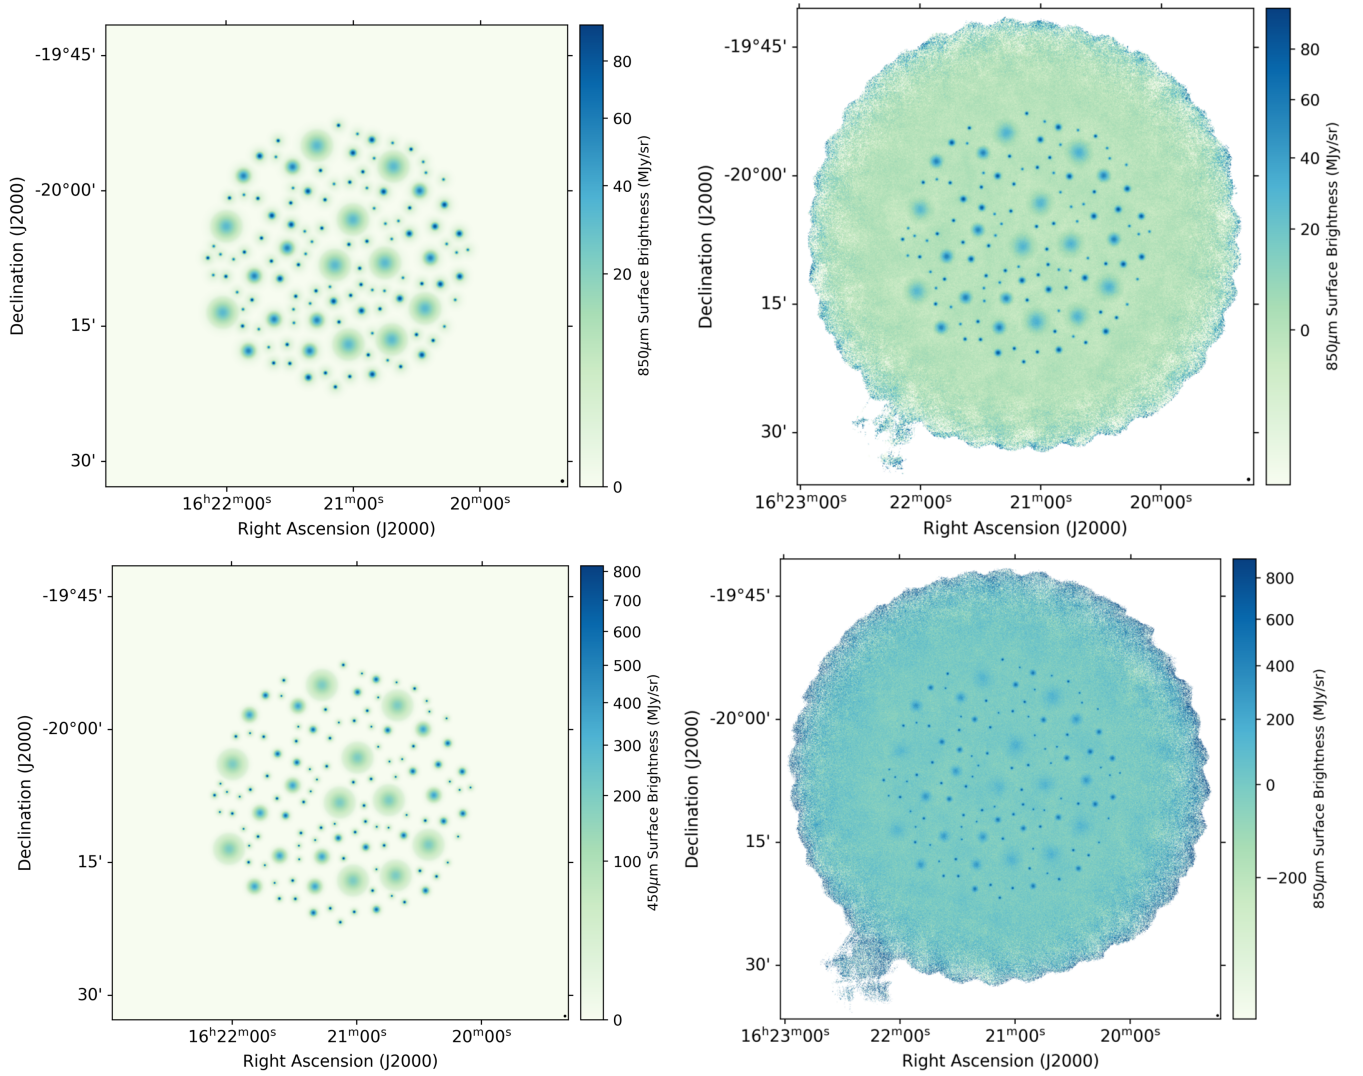 -19°45'
-20°00'
15'
30'
Declination (J2000)
16ʰ22ᵐ00ˢ
21ᵐ00ˢ
20ᵐ00ˢ
Right Ascension (J2000)
80
60
40
20
0
850μm Surface Brightness (MJy/sr)
-19°45'
-20°00'
15'
30'
Declination (J2000)
16ʰ23ᵐ00ˢ
22ᵐ00ˢ
21ᵐ00ˢ
20ᵐ00ˢ
Right Ascension (J2000)
80
60
40
20
0
850μm Surface Brightness (MJy/sr)
-19°45'
-20°00'
15'
30'
Declination (J2000)
16ʰ22ᵐ00ˢ
21ᵐ00ˢ
20ᵐ00ˢ
Right Ascension (J2000)
800
700
600
500
400
300
200
100
0
450μm Surface Brightness (MJy/sr)
-19°45'
-20°00'
15'
30'
Declination (J2000)
16ʰ23ᵐ00ˢ
22ᵐ00ˢ
21ᵐ00ˢ
20ᵐ00ˢ
Right Ascension (J2000)
800
600
400
200
0
−200
850μm Surface Brightness (MJy/sr)